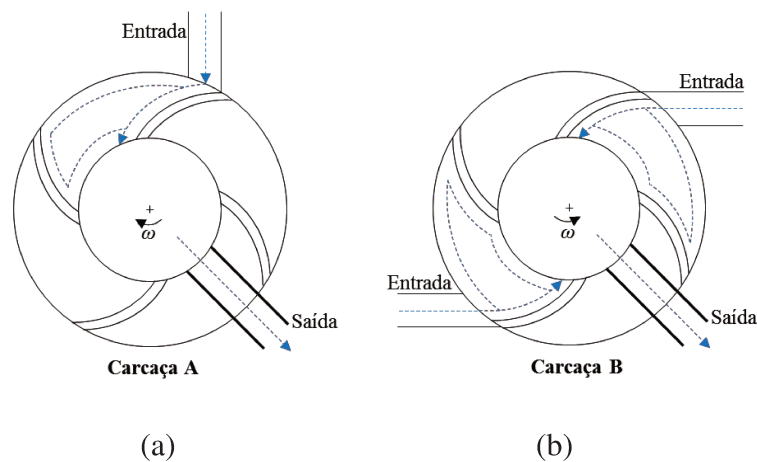 Entrada
+
ω
Saída
Carcaça A
(a)
Entrada
+
ω
Entrada
Saída
Carcaça B
(b)